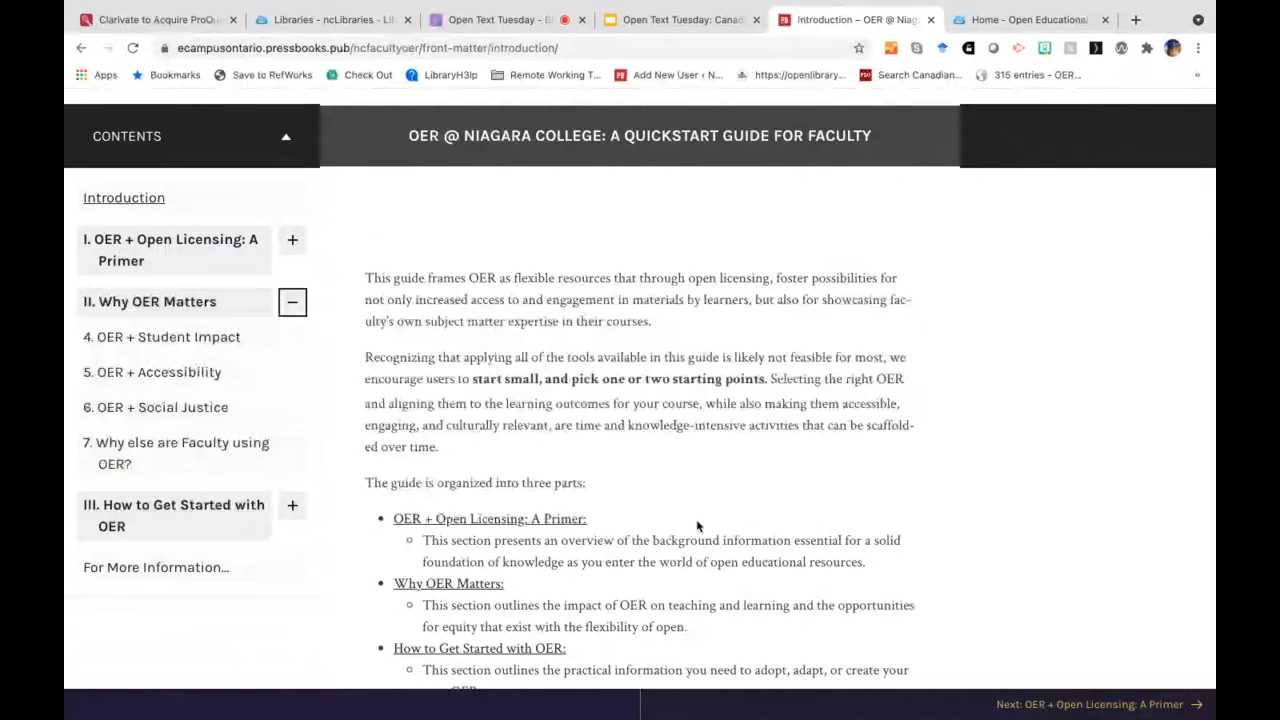 Clarivate to Acquire ProQu
Libraries - ncLibraries - Lib
Open Text Tuesday - B
Open Text Tuesday: Canad
Introduction – OER @ Niag
Home - Open Educationa
ecampusontario.pressbooks.pub/ncfacultyoer/front-matter/introduction/
Apps
Bookmarks
Save to RefWorks
Check Out
LibraryH3lp
Remote Working T...
Add New User ‹ N...
https://openlibrary...
Search Canadian...
315 entries - OER...
CONTENTS
OER @ NIAGARA COLLEGE: A QUICKSTART GUIDE FOR FACULTY
Introduction
I. OER + Open Licensing: A
Primer
II. Why OER Matters
4. OER + Student Impact
5. OER + Accessibility
6. OER + Social Justice
7. Why else are Faculty using
OER?
III. How to Get Started with
OER
For More Information...
This guide frames OER as flexible resources that through open licensing, foster possibilities for
not only increased access to and engagement in materials by learners, but also for showcasing fac-
ulty's own subject matter expertise in their courses.
Recognizing that applying all of the tools available in this guide is likely not feasible for most, we
encourage users to start small, and pick one or two starting points. Selecting the right OER
and aligning them to the learning outcomes for your course, while also making them accessible,
engaging, and culturally relevant, are time and knowledge-intensive activities that can be scaffold-
ed over time.
The guide is organized into three parts:
OER + Open Licensing: A Primer:
This section presents an overview of the background information essential for a solid
foundation of knowledge as you enter the world of open educational resources.
Why OER Matters:
This section outlines the impact of OER on teaching and learning and the opportunities
for equity that exist with the flexibility of open.
How to Get Started with OER:
This section outlines the practical information you need to adopt, adapt, or create your
Next: OER + Open Licensing: A Primer →